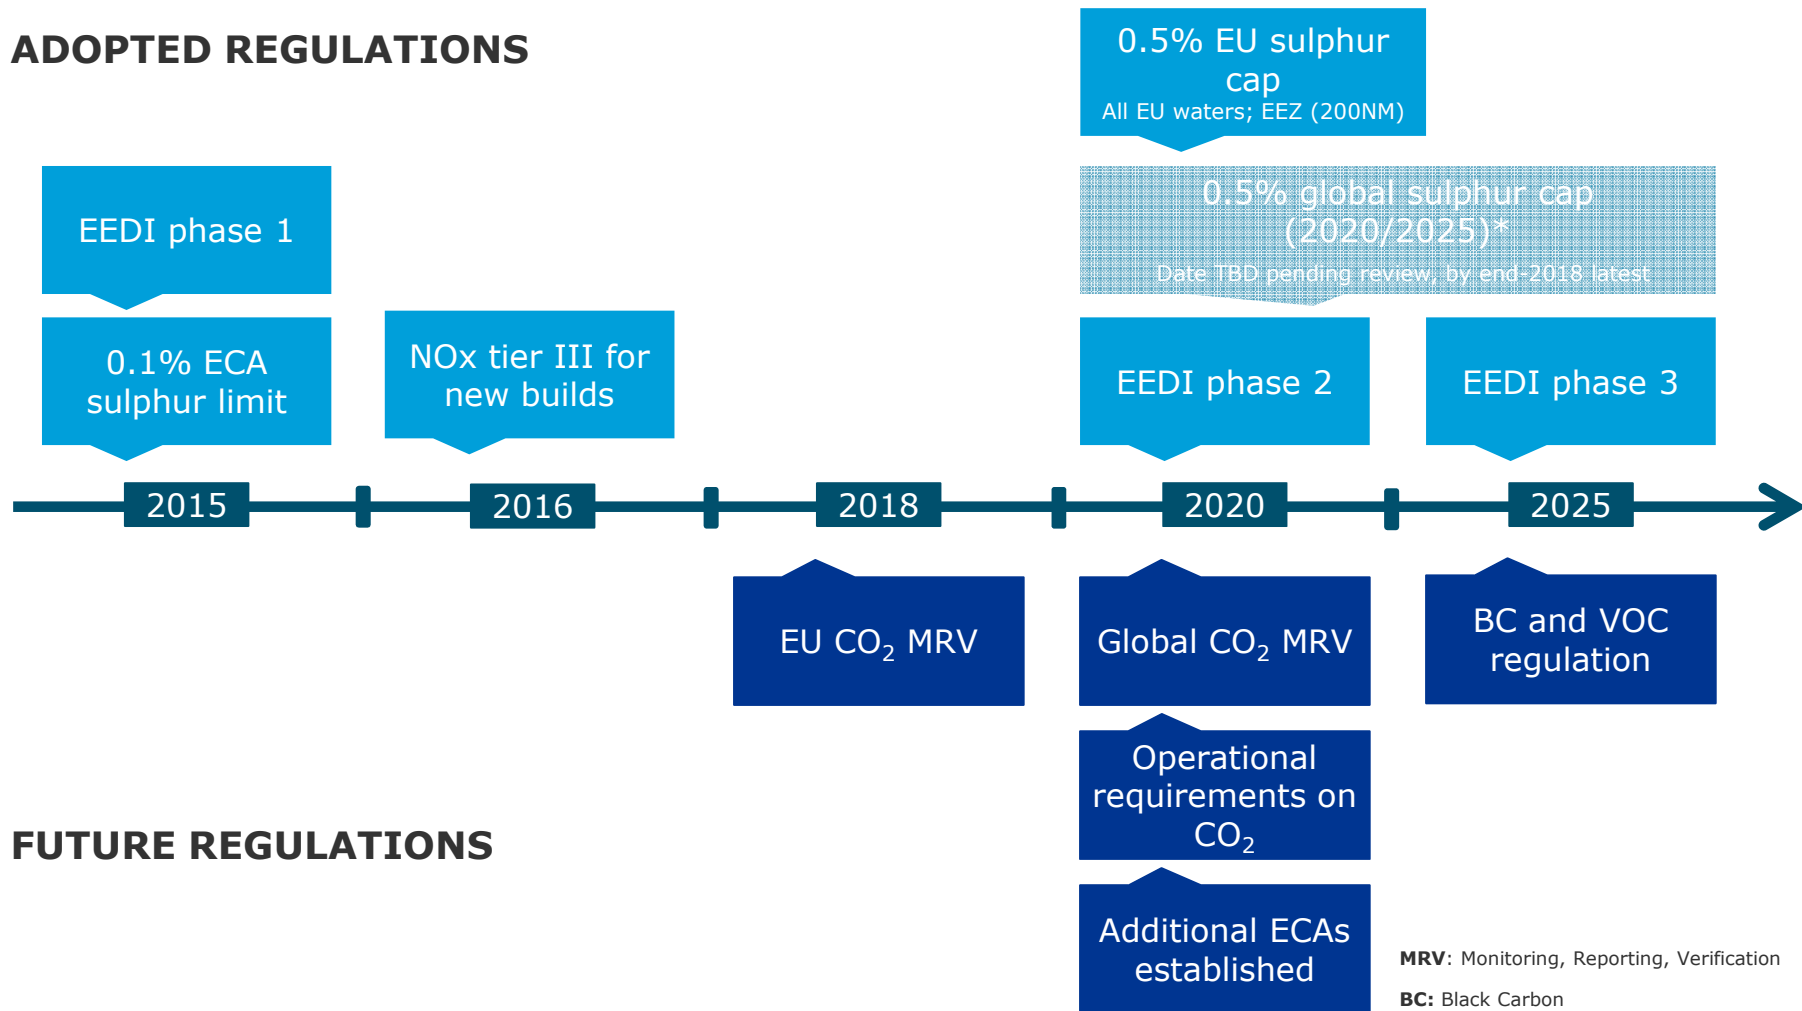 ADOPTED REGULATIONS
0.5% EU sulphur
cap
All EU waters; EEZ (200NM)
0.5% global sulphur cap
(2020/2025)*
Date TBD pending review, by end-2018 latest
EEDI phase 1
0.1% ECA
sulphur limit
NOx tier III for
new builds
EEDI phase 2
EEDI phase 3
2015
2016
2018
2020
2025
EU CO₂ MRV
Global CO₂ MRV
BC and VOC
regulation
Operational
requirements on
CO₂
FUTURE REGULATIONS
Additional ECAs
established
MRV: Monitoring, Reporting, Verification
BC: Black Carbon